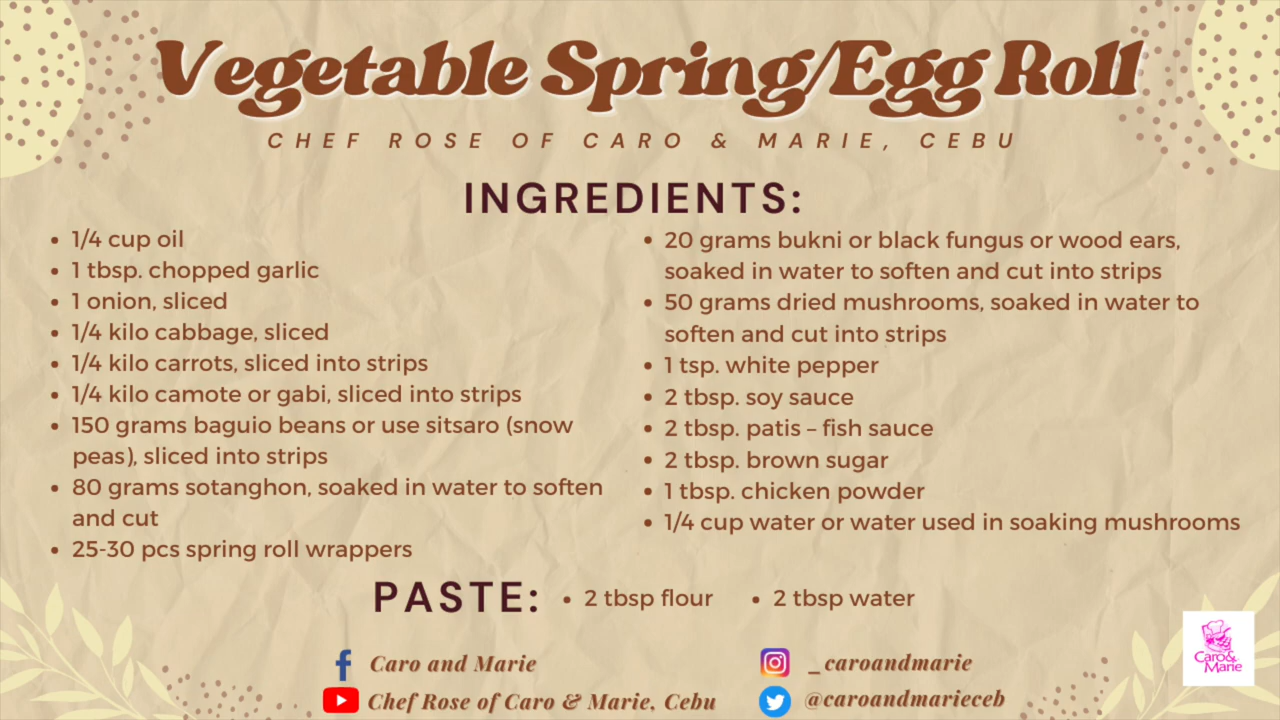 Vegetable Spring/Egg Roll
CHEF ROSE OF CARO & MARIE, CEBU
INGREDIENTS:
• 1/4 cup oil
• 1 tbsp. chopped garlic
• 1 onion, sliced
• 1/4 kilo cabbage, sliced
• 1/4 kilo carrots, sliced into strips
• 1/4 kilo camote or gabi, sliced into strips
• 150 grams baguio beans or use sitsaro (snow
peas), sliced into strips
• 80 grams sotanghon, soaked in water to soften
and cut
• 25-30 pcs spring roll wrappers
• 20 grams bukni or black fungus or wood ears,
soaked in water to soften and cut into strips
• 50 grams dried mushrooms, soaked in water to
soften and cut into strips
• 1 tsp. white pepper
• 2 tbsp. soy sauce
• 2 tbsp. patis – fish sauce
• 2 tbsp. brown sugar
• 1 tbsp. chicken powder
• 1/4 cup water or water used in soaking mushrooms
PASTE: • 2 tbsp flour • 2 tbsp water
Caro and Marie
_caroandmarie
Chef Rose of Caro & Marie, Cebu
@caroandmarieceb
Caro&
Marie